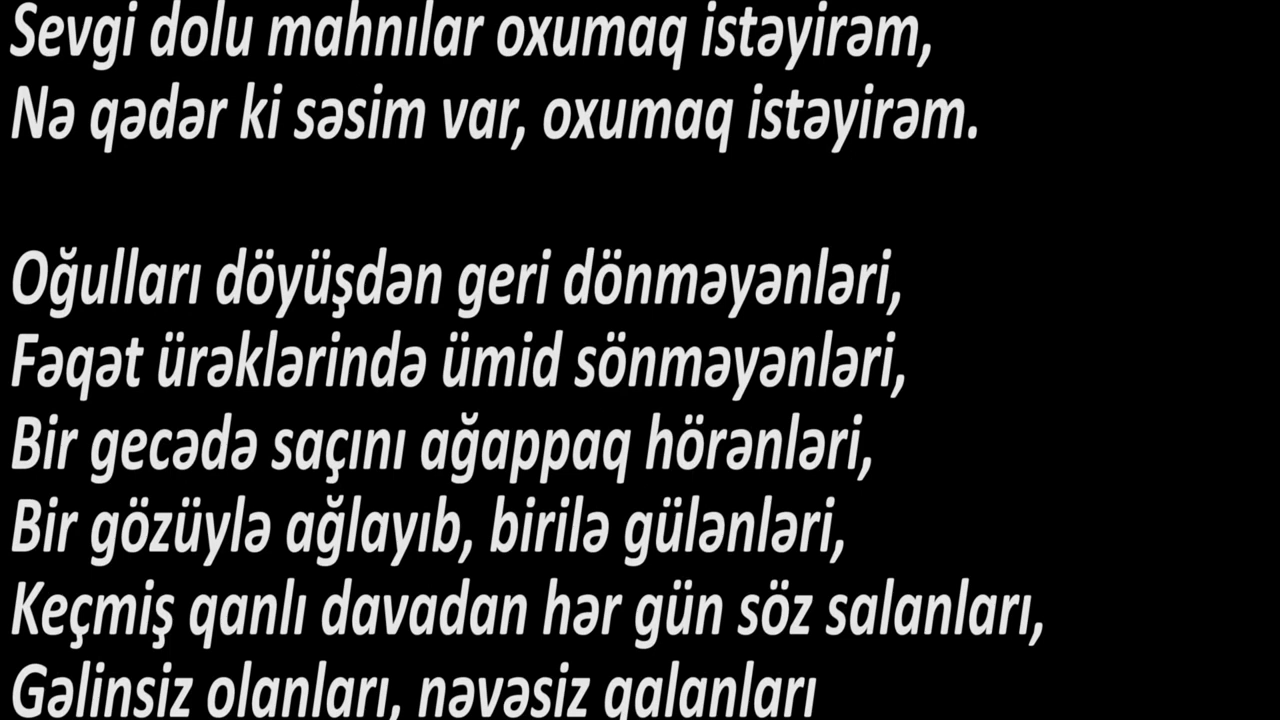 Sevgi dolu mahnılar oxumaq istəyirəm,
Nə qədər ki səsim var, oxumaq istəyirəm.
Oğulları döyüşdən geri dönməyənləri,
Fəqət ürəklərində ümid sönməyənləri,
Bir gecədə saçını ağappaq hörənləri,
Bir gözüylə ağlayıb, birilə gülənləri,
Keçmiş qanlı davadan hər gün söz salanları,
Gəlinsiz olanları, nəvəsiz qalanları